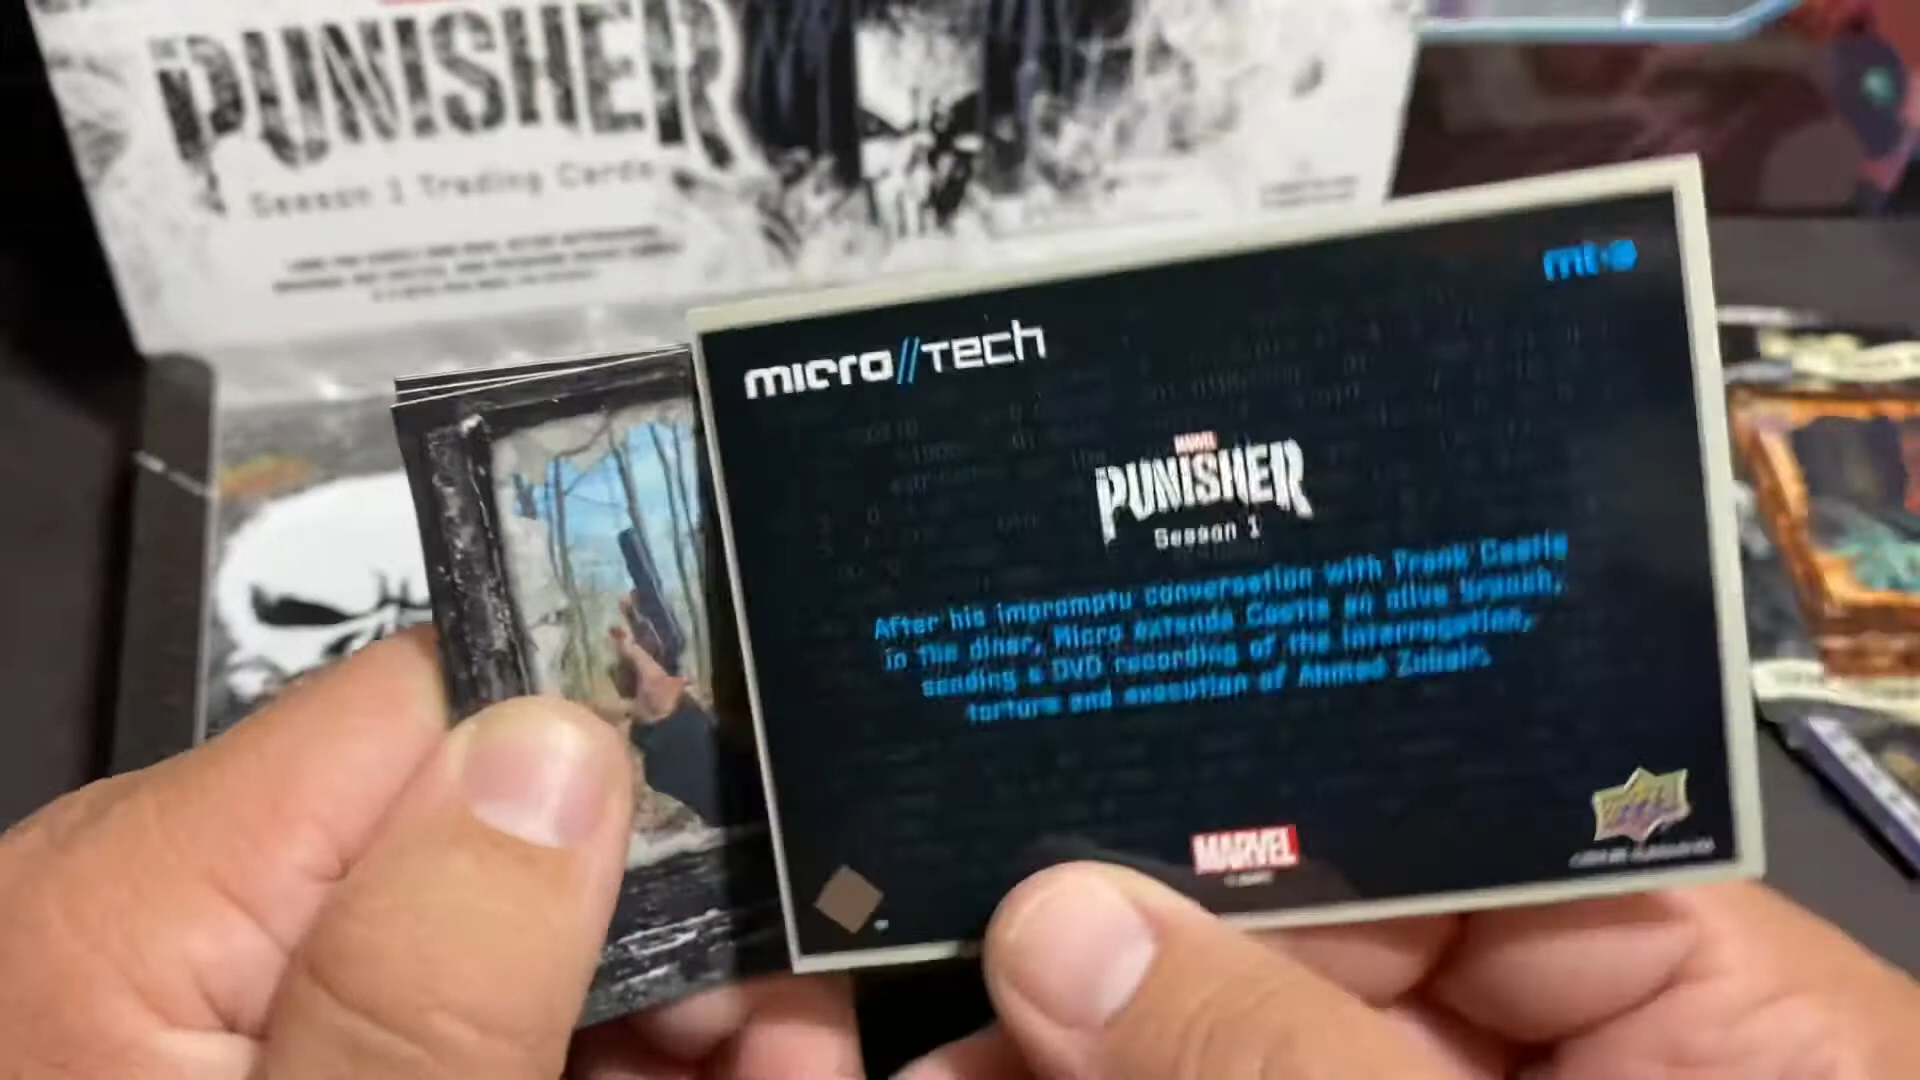 PUNISHER
Season 1 Trading Cards
micro//Tech
MARVEL
PUNISHER
Season 1
After his impromptu conversation with Frank Castle
in the diner, Micro extends Castle an olive branch,
sending a DVD recording of the interrogation,
torture and execution of Ahmad Zubair.
MARVEL